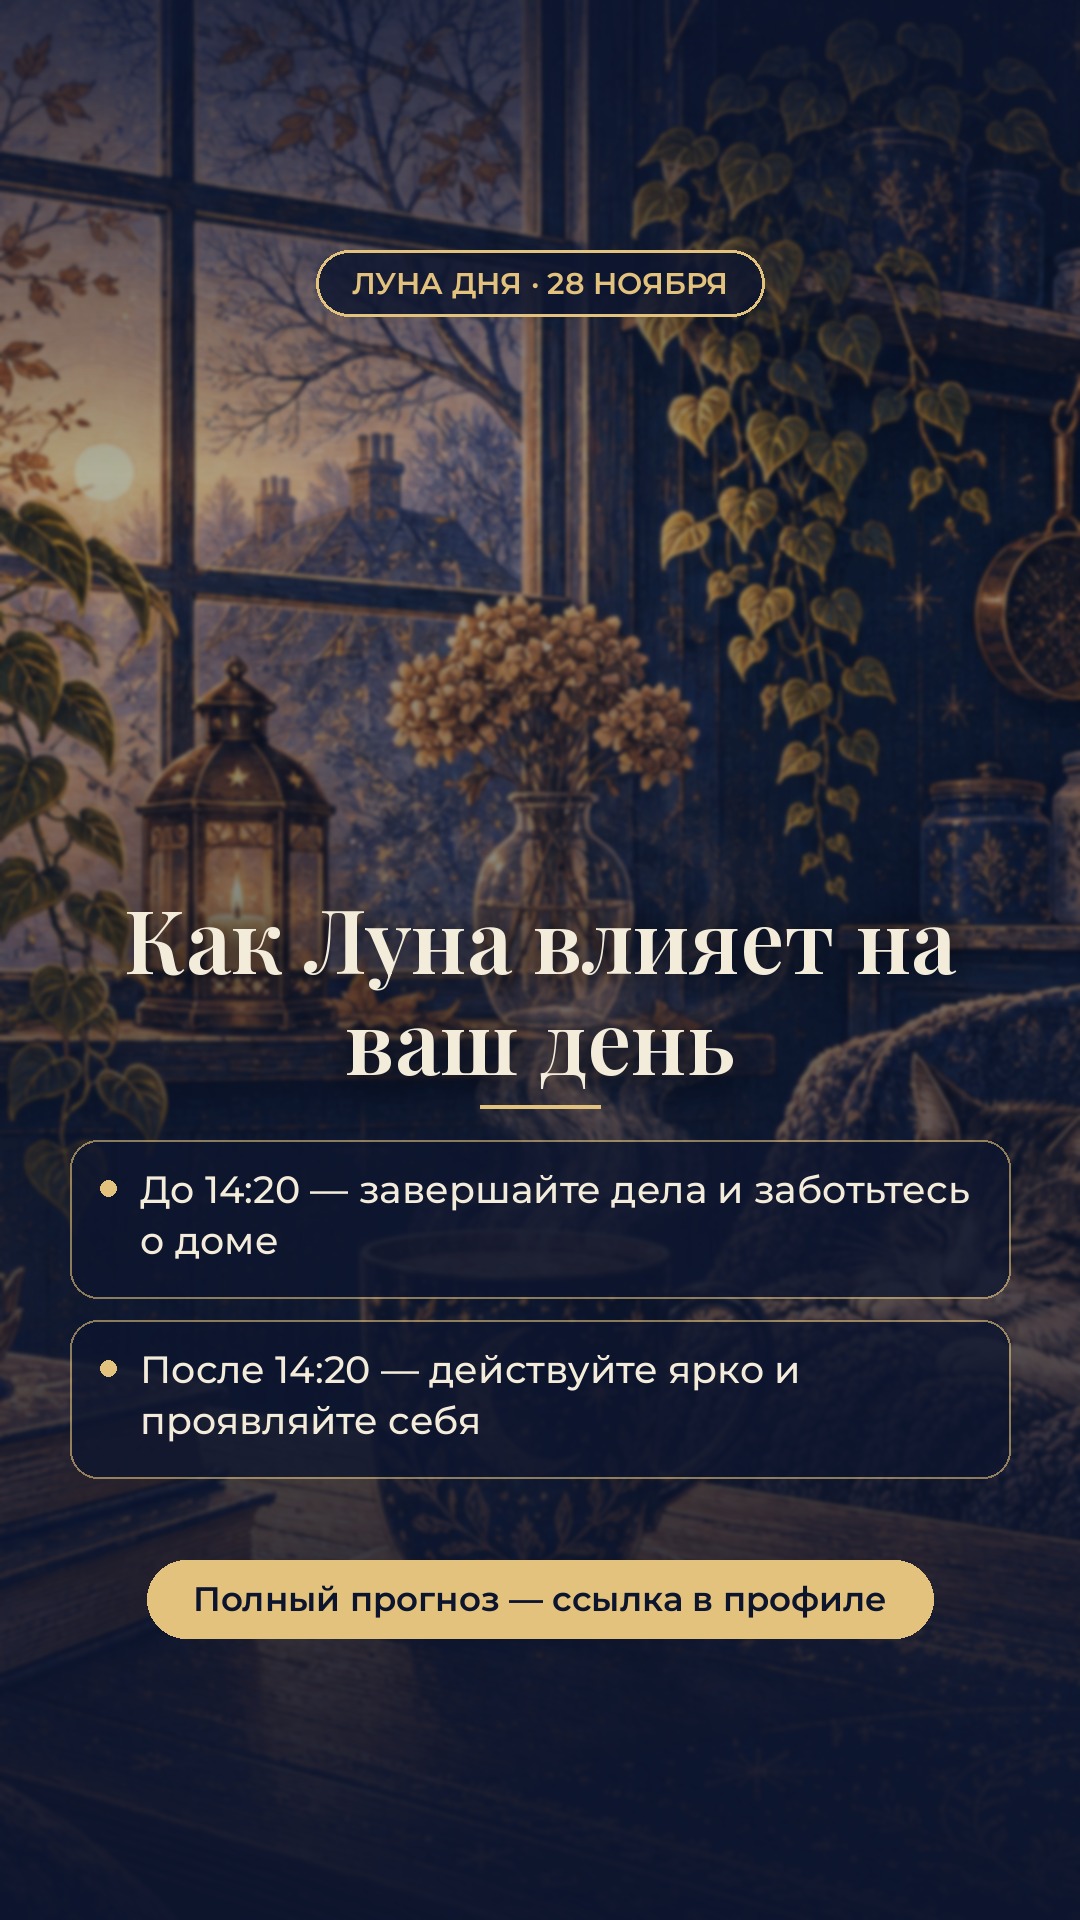 ЛУНА ДНЯ · 28 НОЯБРЯ
Как Луна влияет на
ваш день
До 14:20 — завершайте дела и заботьтесь
о доме
После 14:20 — действуйте ярко и
проявляйте себя
Полный прогноз — ссылка в профиле